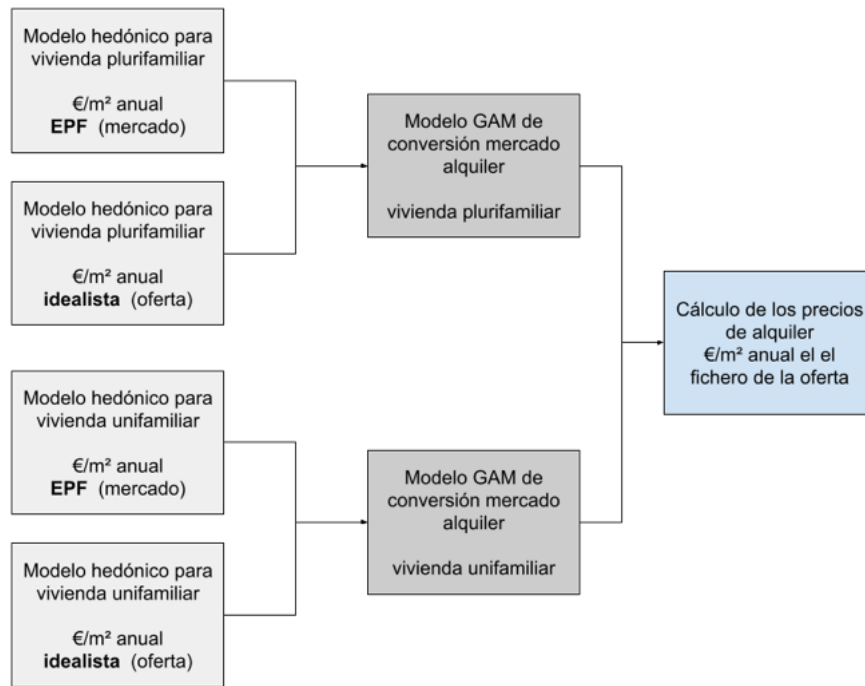 Modelo hedónico para
vivienda plurifamiliar
€/m² anual
EPF (mercado)
Modelo hedónico para
vivienda plurifamiliar
€/m² anual
idealista (oferta)
Modelo hedónico para
vivienda unifamiliar
€/m² anual
EPF (mercado)
Modelo hedónico para
vivienda unifamiliar
€/m² anual
idealista (oferta)
Modelo GAM de
conversión mercado
alquiler
vivienda plurifamiliar
Modelo GAM de
conversión mercado
alquiler
vivienda unifamiliar
Cálculo de los precios
de alquiler
€/m² anual el el
fichero de la oferta